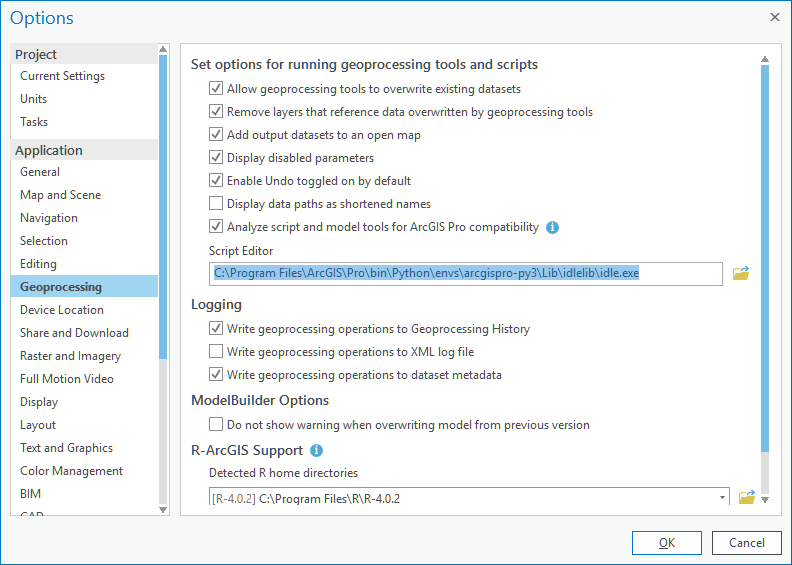 Options
Project
Current Settings
Units
Tasks
Application
General
Map and Scene
Navigation
Selection
Editing
Geoprocessing
Device Location
Share and Download
Raster and Imagery
Full Motion Video
Display
Layout
Text and Graphics
Color Management
BIM
CAD
Set options for running geoprocessing tools and scripts
Allow geoprocessing tools to overwrite existing datasets
Remove layers that reference data overwritten by geoprocessing tools
Add output datasets to an open map
Display disabled parameters
Enable Undo toggled on by default
Display data paths as shortened names
Analyze script and model tools for ArcGIS Pro compatibility
Script Editor
C:\Program Files\ArcGIS\Pro\bin\Python\envs\arcgispro-py3\Lib\idlelib\idle.exe
Logging
Write geoprocessing operations to Geoprocessing History
Write geoprocessing operations to XML log file
Write geoprocessing operations to dataset metadata
ModelBuilder Options
Do not show warning when overwriting model from previous version
R-ArcGIS Support
Detected R home directories
[R-4.0.2] C:\Program Files\R\R-4.0.2
OK
Cancel